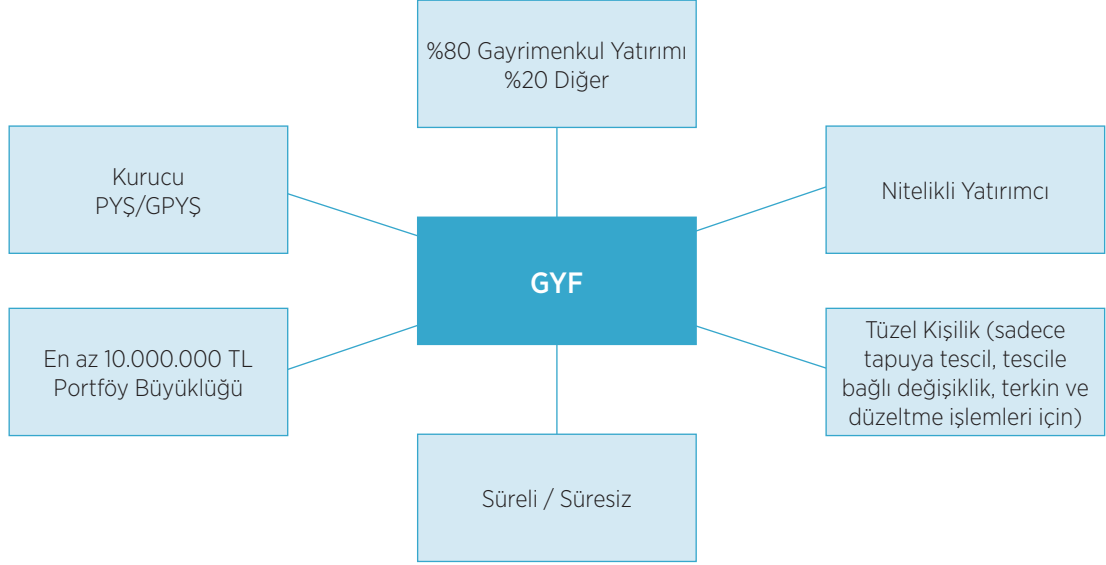 %80 Gayrimenkul Yatırımı
%20 Diğer
Kurucu
PYŞ/GPYŞ
Nitelikli Yatırımcı
GYF
En az 10.000.000 TL
Portföy Büyüklüğü
Tüzel Kişilik (sadece
tapuya tescil, tescile
bağlı değişiklik, terkin ve
düzeltme işlemleri için)
Süreli / Süresiz